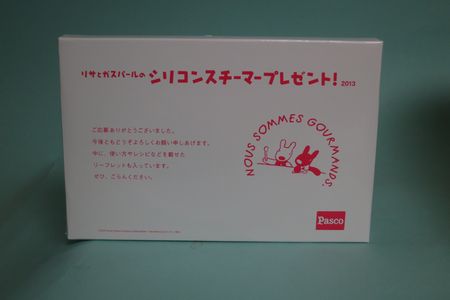 リサとガスパールの シリコンスチーマープレゼント! 2013
ご応募ありがとうございました。
今後ともどうぞよろしくお願い申しあげます。
中に、使い方やレシピなどを載せた
リーフレットも入っています。
ぜひ、ごらんください。
NOUS SOMMES GOURMANDS!
Pasco